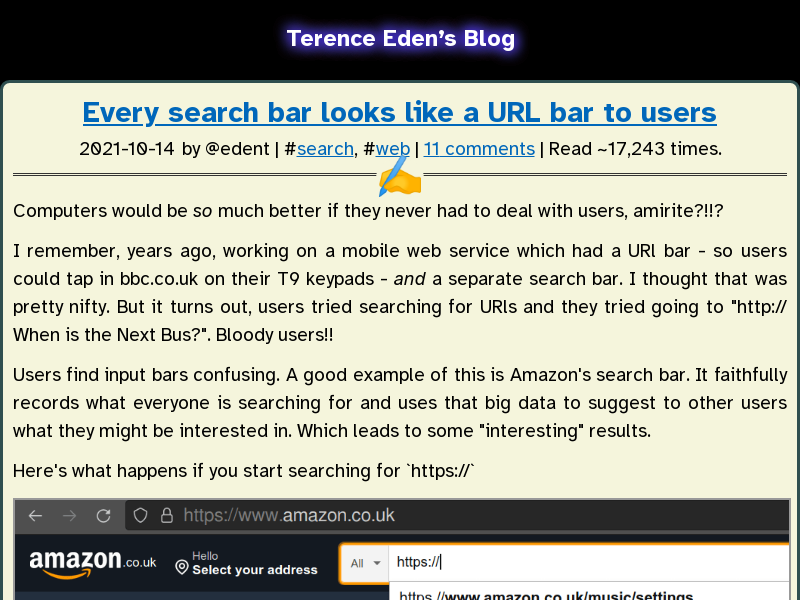 Terence Eden’s Blog
Every search bar looks like a URL bar to users
2021-10-14 by @edent | #search, #web | 11 comments | Read ~17,243 times.
Computers would be so much better if they never had to deal with users, amirite?!!?
I remember, years ago, working on a mobile web service which had a URl bar - so users
could tap in bbc.co.uk on their T9 keypads - and a separate search bar. I thought that was
pretty nifty. But it turns out, users tried searching for URls and they tried going to "http://
When is the Next Bus?". Bloody users!!
Users find input bars confusing. A good example of this is Amazon's search bar. It faithfully
records what everyone is searching for and uses that big data to suggest to other users
what they might be interested in. Which leads to some "interesting" results.
Here's what happens if you start searching for `https://`
https://www.amazon.co.uk
amazon.co.uk
Hello
Select your address
All
https://
https://www.amazon.co.uk/music/settings